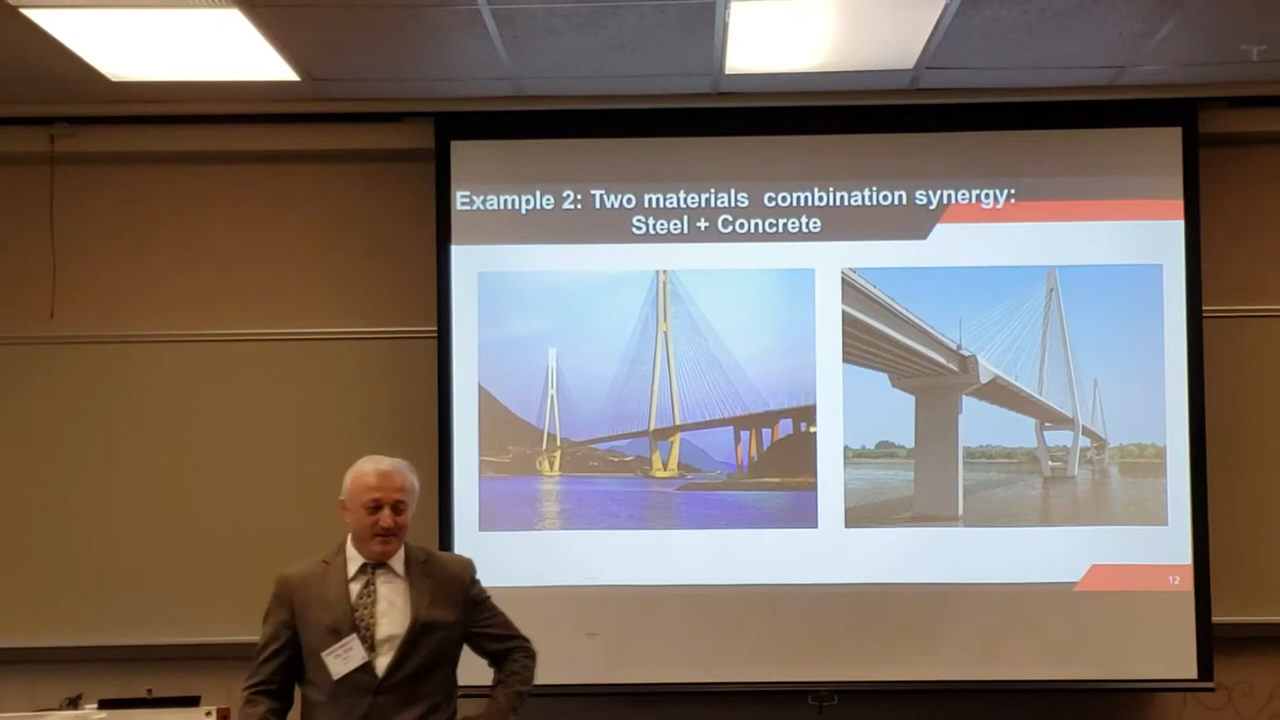 Example 2: Two materials combination synergy:
Steel + Concrete
12